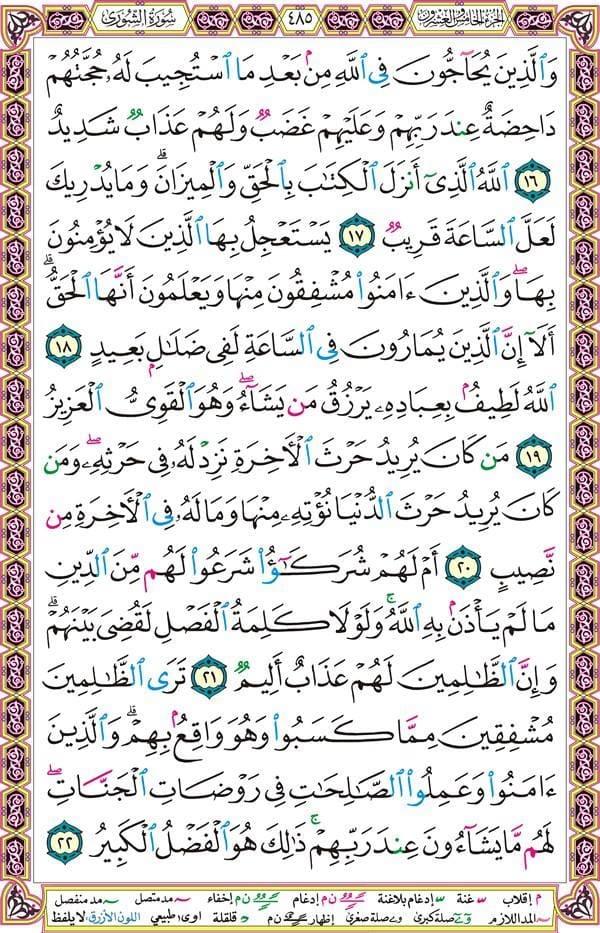 سُورَةُ الشُّورَىٰ ٤٨٥ الجزء الخامس والعشرون
وَٱلَّذِينَ يُحَآجُّونَ فِى ٱللَّهِ مِنۢ بَعْدِ مَا ٱسْتُجِيبَ لَهُۥ حُجَّتُهُمْ
دَاحِضَةٌ عِندَ رَبِّهِمْ وَعَلَيْهِمْ غَضَبٌ وَلَهُمْ عَذَابٌ شَدِيدٌ
١٦ ٱللَّهُ ٱلَّذِىٓ أَنزَلَ ٱلْكِتَٰبَ بِٱلْحَقِّ وَٱلْمِيزَانَ ۗ وَمَا يُدْرِيكَ
لَعَلَّ ٱلسَّاعَةَ قَرِيبٌ ١٧ يَسْتَعْجِلُ بِهَا ٱلَّذِينَ لَا يُؤْمِنُونَ
بِهَا ۖ وَٱلَّذِينَ ءَامَنُوا۟ مُشْفِقُونَ مِنْهَا وَيَعْلَمُونَ أَنَّهَا ٱلْحَقُّ ۗ
أَلَآ إِنَّ ٱلَّذِينَ يُمَارُونَ فِى ٱلسَّاعَةِ لَفِى ضَلَٰلٍۭ بَعِيدٍ ١٨
ٱللَّهُ لَطِيفٌۢ بِعِبَادِهِۦ يَرْزُقُ مَن يَشَآءُ ۖ وَهُوَ ٱلْقَوِىُّ ٱلْعَزِيزُ
١٩ مَن كَانَ يُرِيدُ حَرْثَ ٱلْءَاخِرَةِ نَزِدْ لَهُۥ فِى حَرْثِهِۦ ۖ وَمَن
كَانَ يُرِيدُ حَرْثَ ٱلدُّنْيَا نُؤْتِهِۦ مِنْهَا وَمَا لَهُۥ فِى ٱلْءَاخِرَةِ مِن
نَّصِيبٍ ٢٠ أَمْ لَهُمْ شُرَكَٰٓؤُا۟ شَرَعُوا۟ لَهُم مِّنَ ٱلدِّينِ
مَا لَمْ يَأْذَنۢ بِهِ ٱللَّهُ ۚ وَلَوْلَا كَلِمَةُ ٱلْفَصْلِ لَقُضِىَ بَيْنَهُمْ ۗ
وَإِنَّ ٱلظَّٰلِمِينَ لَهُمْ عَذَابٌ أَلِيمٌ ٢١ تَرَى ٱلظَّٰلِمِينَ
مُشْفِقِينَ مِمَّا كَسَبُوا۟ وَهُوَ وَاقِعٌۢ بِهِمْ ۗ وَٱلَّذِينَ
ءَامَنُوا۟ وَعَمِلُوا۟ ٱلصَّٰلِحَاتِ فِى رَوْضَاتِ ٱلْجَنَّاتِ ۖ
لَهُم مَّا يَشَآءُونَ عِندَ رَبِّهِمْ ۚ ذَٰلِكَ هُوَ ٱلْفَضْلُ ٱلْكَبِيرُ ٢٢
م إقلاب ۜ غنة ۜ إدغام بلاغنة ن م إدغام ن م إخفاء ~ مد متصل ~ مد منفصل
~ المد اللازم و ے صلة كبرى و ے صلة صغرى إظهار ن م د قلقلة ا و ى طبيعي اللون الأزرق: لا يلفظ